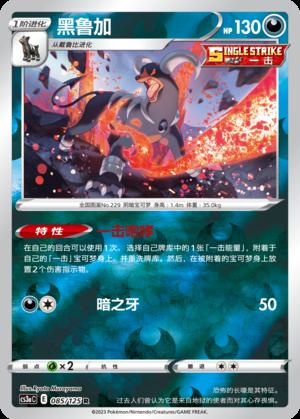 1阶进化
黑鲁加
HP 130
从戴鲁比进化
SINGLE STRIKE
一击
全国图鉴No.229 阴暗宝可梦 身高：1.4m 体重：35.0kg
特性 一击咆哮
在自己的回合可以使用1次。选择自己牌库中的1张「一击能量」，附着于
自己的「一击」宝可梦身上。并重洗牌库。然后，在被附着的宝可梦身上放
置2个伤害指示物。
暗之牙 50
Illus. Ryota Murayama
弱点 ×2 抵抗力 撤退
CS3aC E 085/125 R
恐怖的长嚎是其特征。
过去人们曾认为它是来自地狱的使者，并对其心存畏惧。
©2023 Pokémon/Nintendo/Creatures/GAME FREAK.